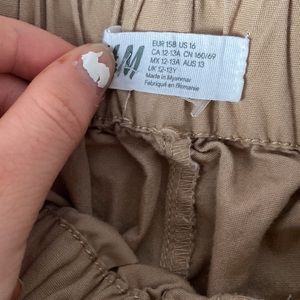 H&M
EUR 158 US 16
CA 12-13A CN 160/69
MX 12-13A AUS 13
UK 12-13Y
Made in Myanmar
Fabriqué en Birmanie